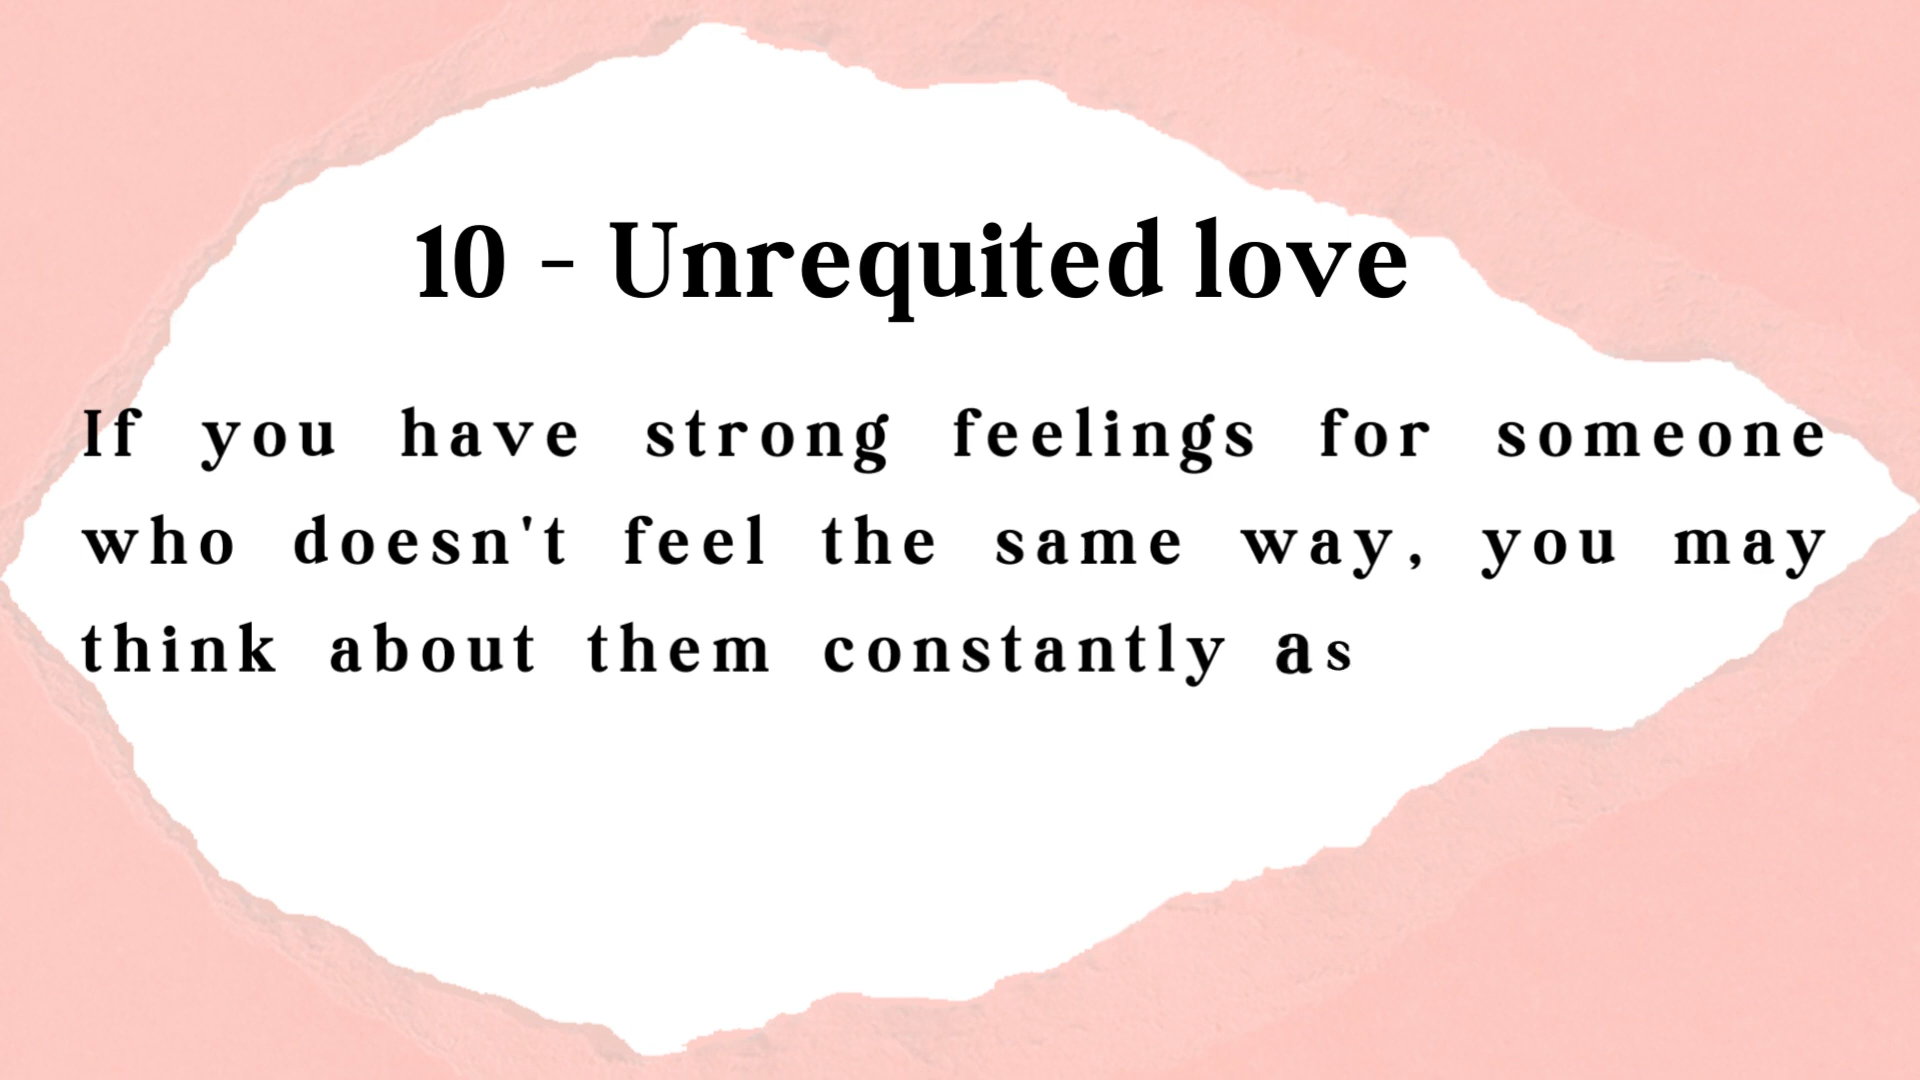 10 - Unrequited love
If you have strong feelings for someone
who doesn't feel the same way, you may
think about them constantly as